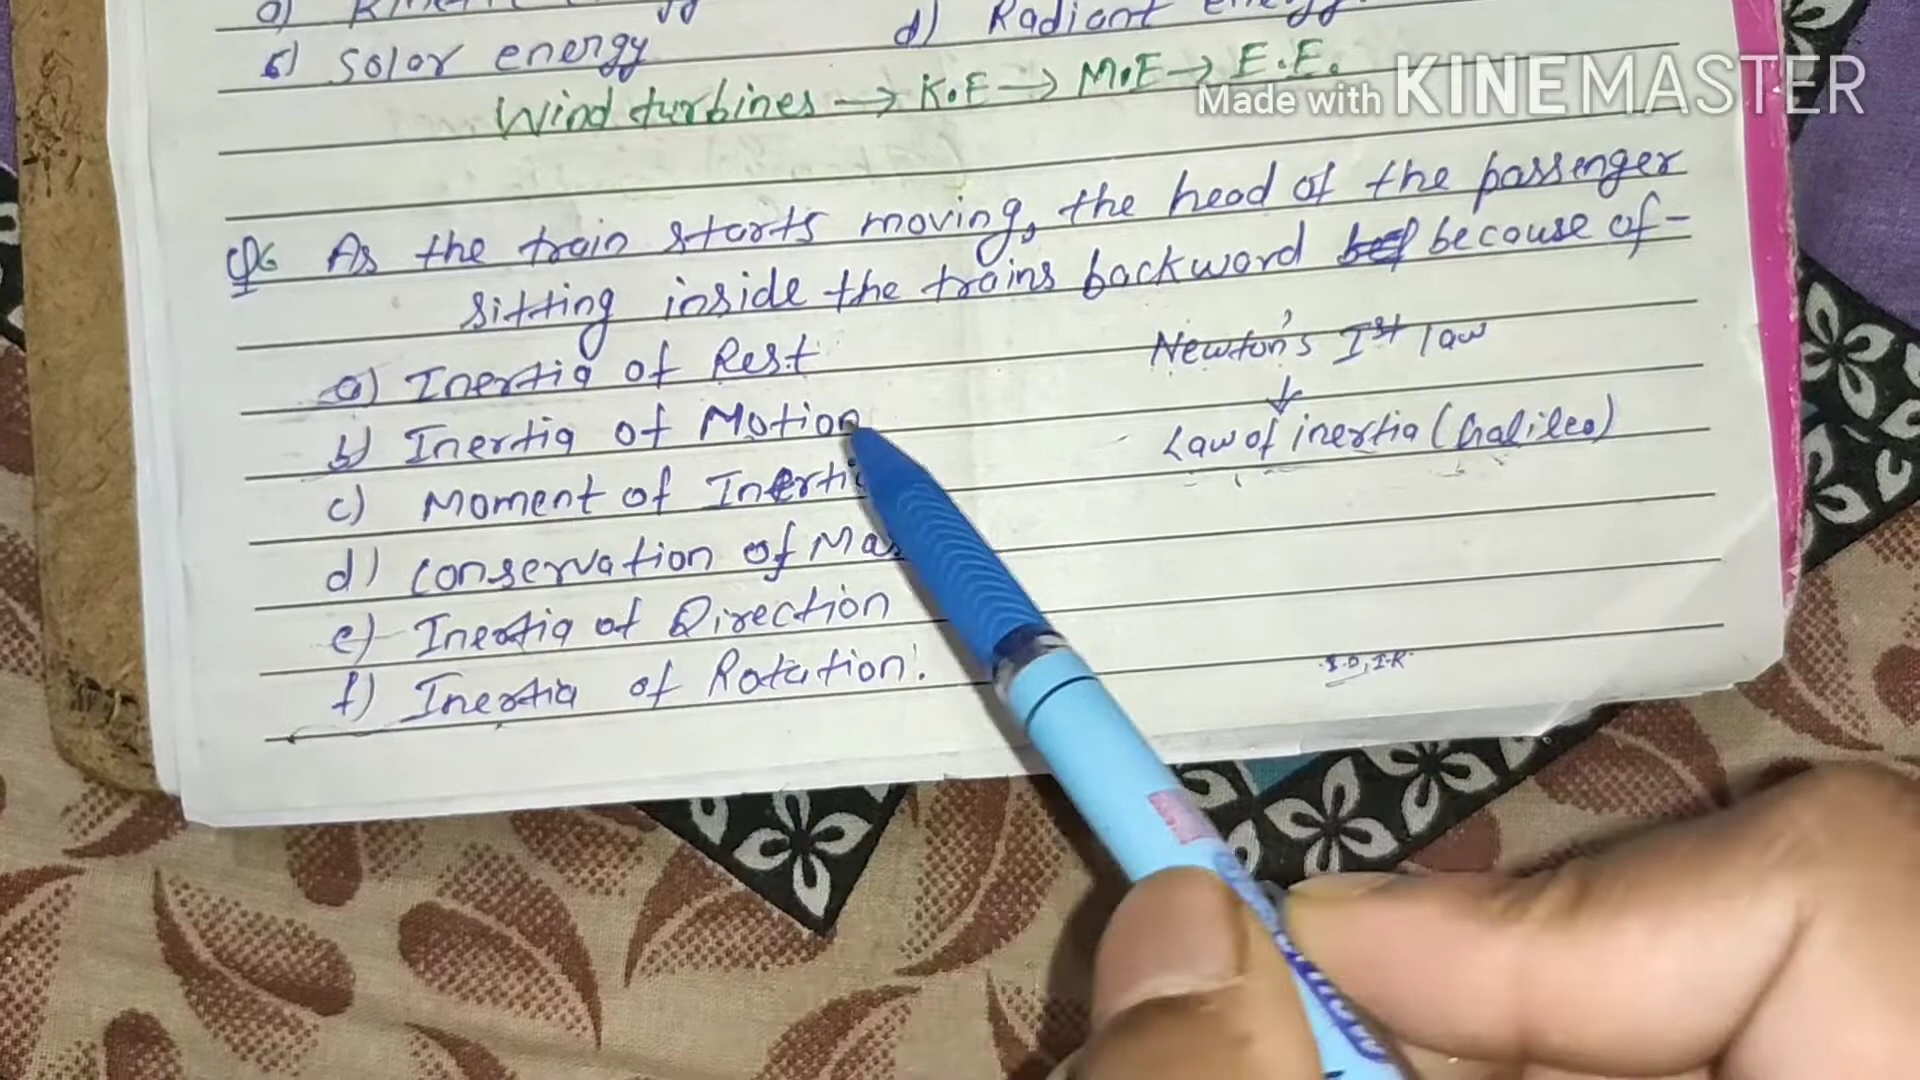 a)
c) Solar energy
d) Radiant energy
Wind turbines → K.E → M.E → E.E.
Made with KINEMASTER
Q6 As the train starts moving, the head of the passenger
sitting inside the trains backward because of-
a) Inertia of Rest
b) Inertia of Motion
c) Moment of Inertia
d) Conservation of Ma
e) Inertia of Direction
f) Inertia of Rotation.
Newton's Ist law
↓
Law of inertia (Galileo)
I.D, I.R